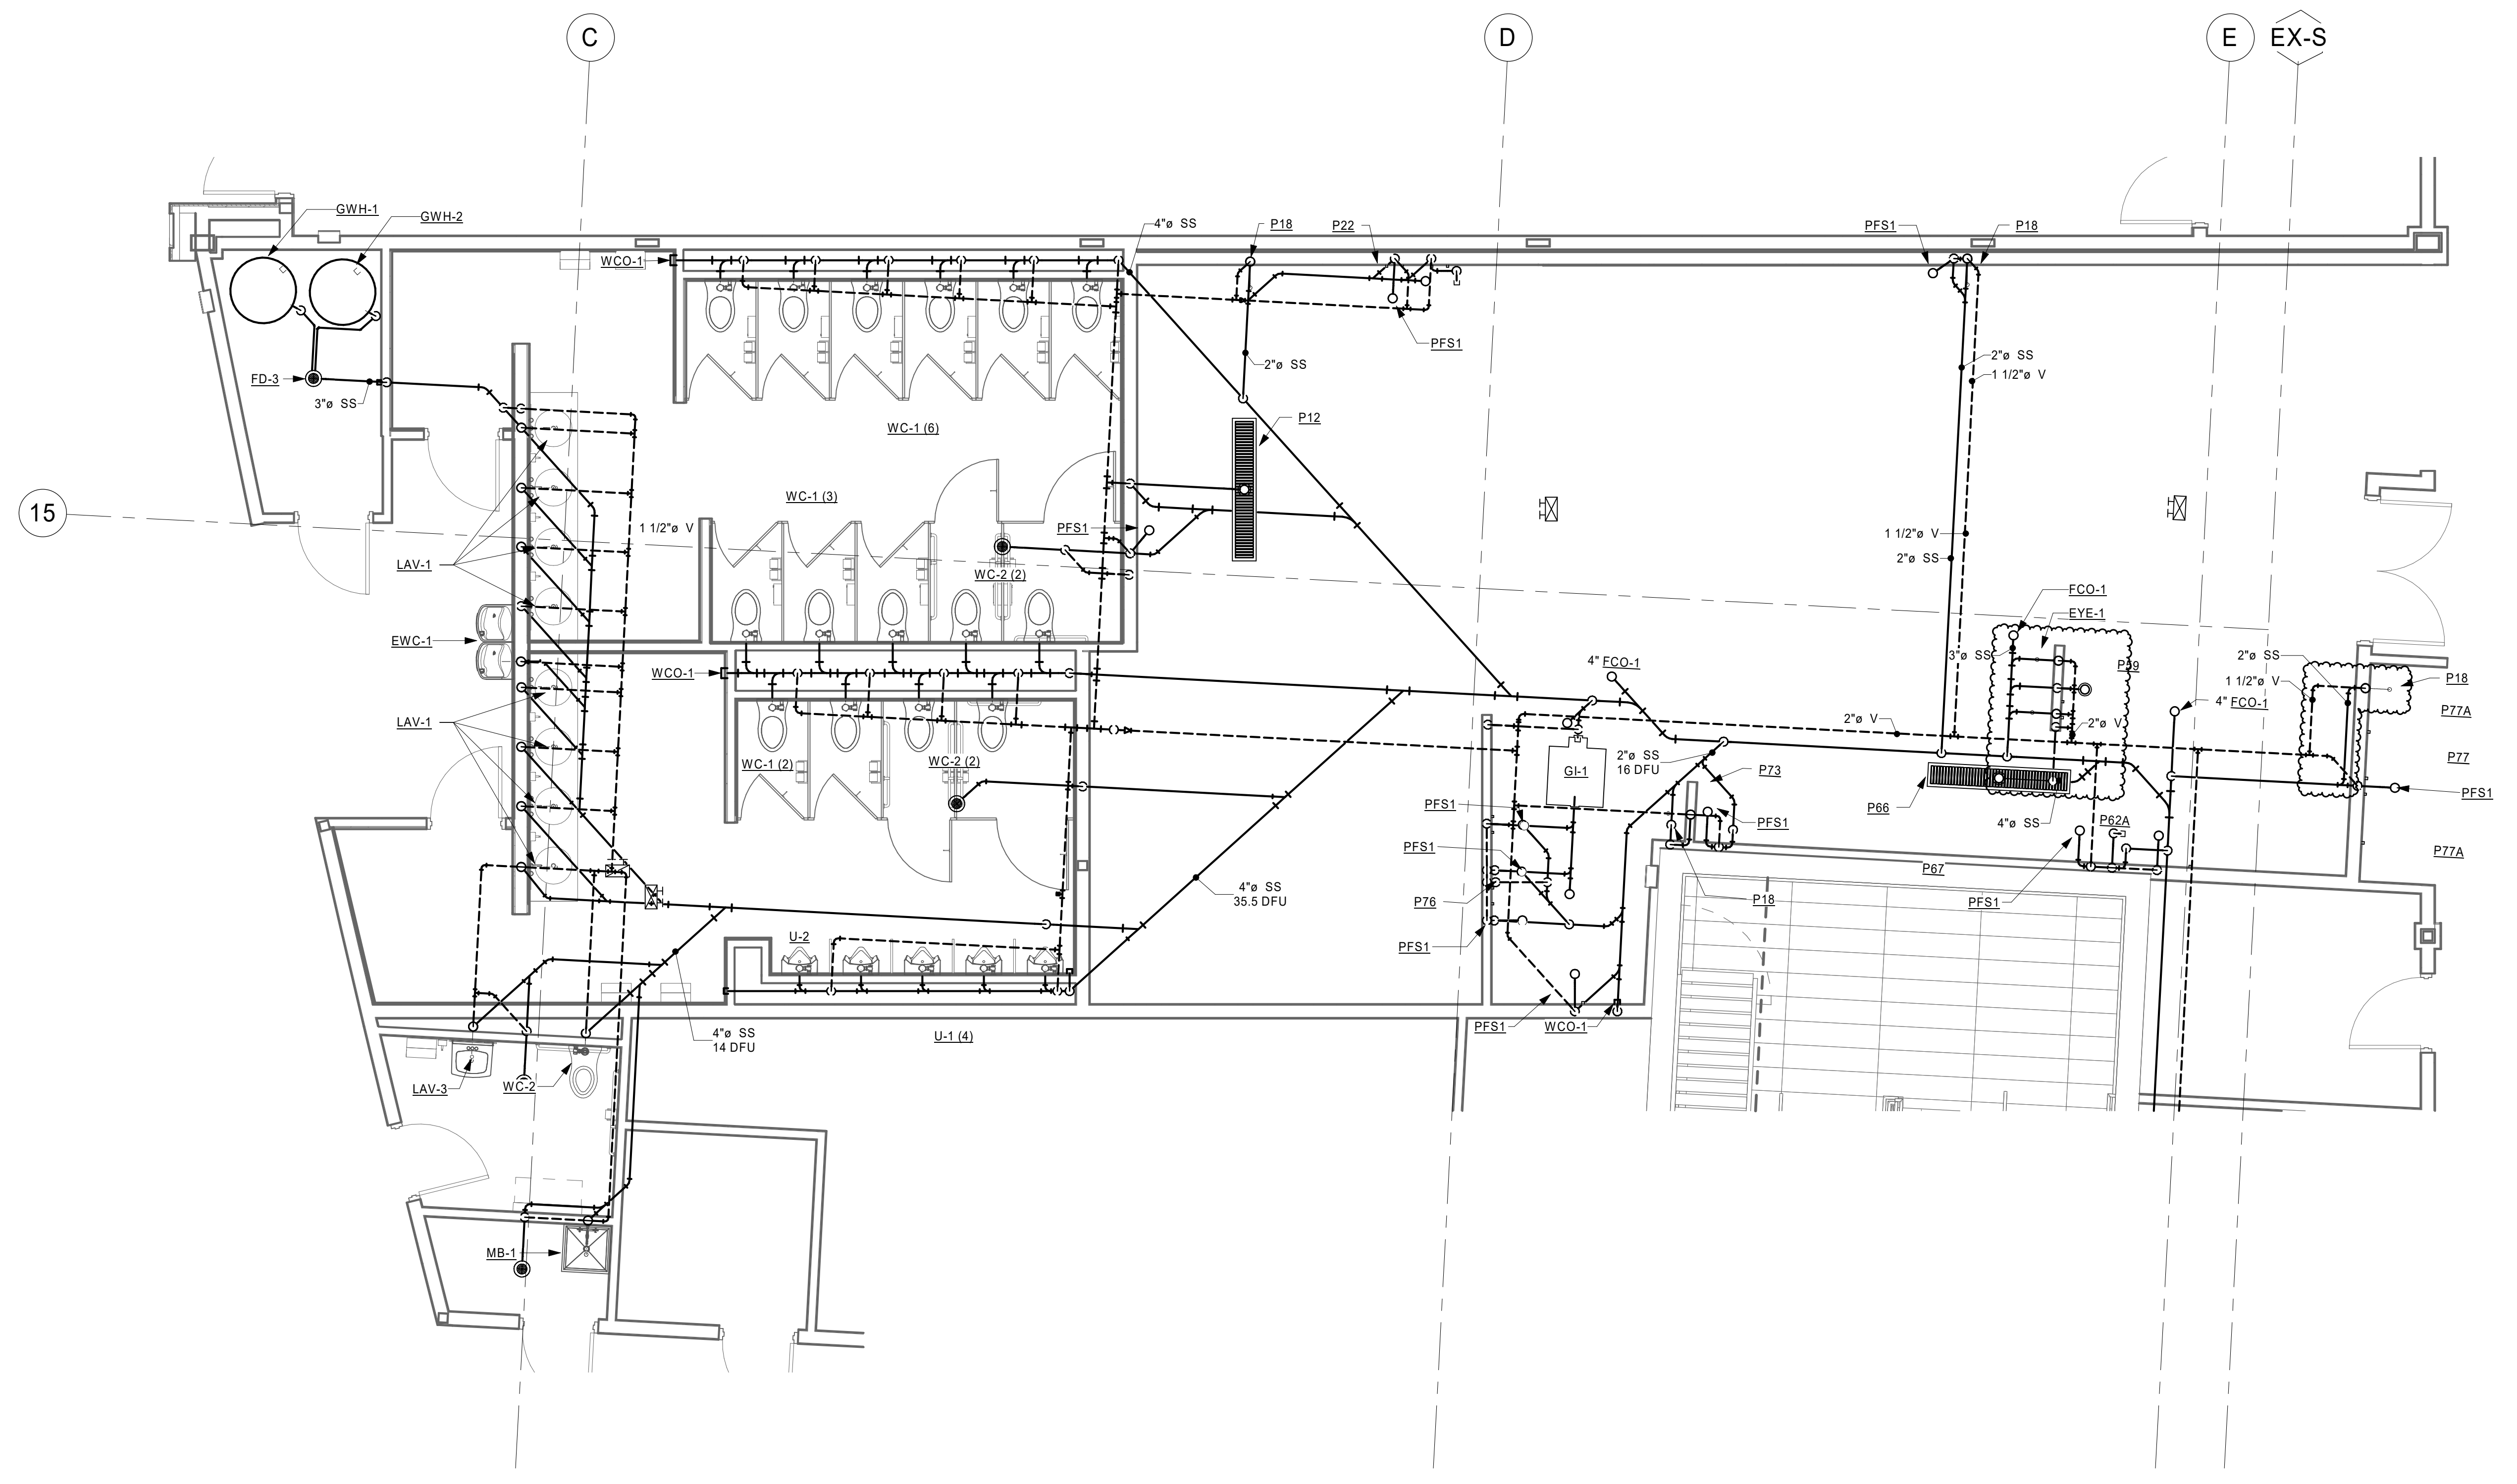 C
D
E
EX-S
GWH-1
GWH-2
4"ø SS
P18
P22
PFS1
P18
WCO-1
PFS1
2"ø SS
2"ø SS
1 1/2"ø V
FD-3
3"ø SS
P12
WC-1 (6)
WC-1 (3)
15
1 1/2"ø V
PFS1
1 1/2"ø V
2"ø SS
LAV-1
WC-2 (2)
FCO-1
EYE-1
EWC-1
3"ø SS
P59
2"ø SS
4" FCO-1
WCO-1
1 1/2"ø V
P18
4" FCO-1
P77A
LAV-1
2"ø V
2"ø V
WC-1 (2)
WC-2 (2)
2"ø SS
16 DFU
GI-1
P73
P77
PFS1
PFS1
PFS1
P66
4"ø SS
P62A
PFS1
P77A
P67
4"ø SS
35.5 DFU
P76
P18
PFS1
U-2
PFS1
PFS1
WCO-1
4"ø SS
14 DFU
U-1 (4)
LAV-3
WC-2
MB-1